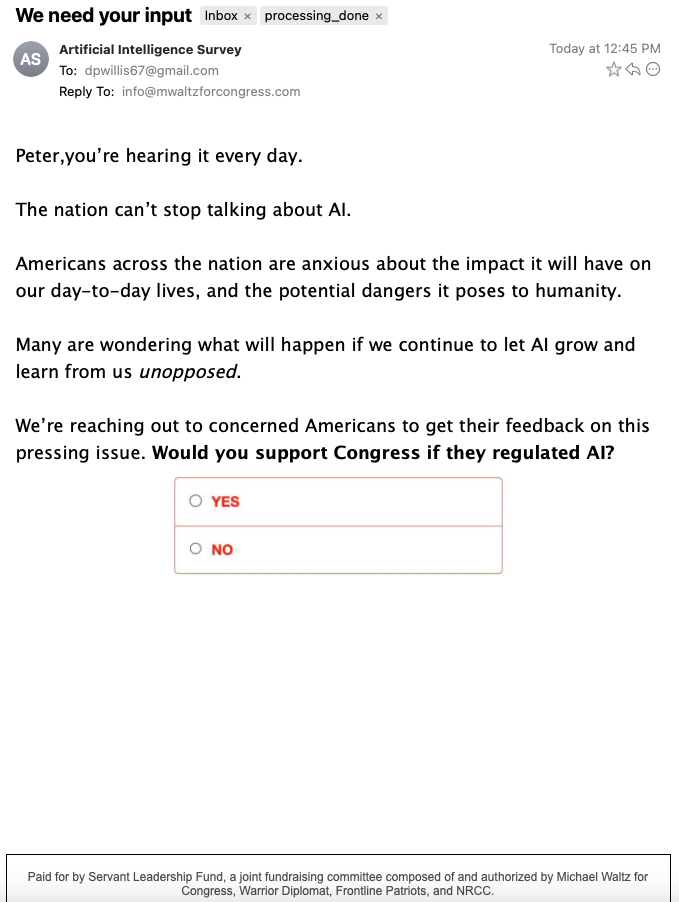 We need your input Inbox × processing_done ×
AS
Artificial Intelligence Survey
Today at 12:45 PM
To: dpwillis67@gmail.com
Reply To: info@mwaltzforcongress.com
Peter,you’re hearing it every day.
The nation can’t stop talking about AI.
Americans across the nation are anxious about the impact it will have on
our day-to-day lives, and the potential dangers it poses to humanity.
Many are wondering what will happen if we continue to let AI grow and
learn from us unopposed.
We’re reaching out to concerned Americans to get their feedback on this
pressing issue. Would you support Congress if they regulated AI?
YES
NO
Paid for by Servant Leadership Fund, a joint fundraising committee composed of and authorized by Michael Waltz for
Congress, Warrior Diplomat, Frontline Patriots, and NRCC.